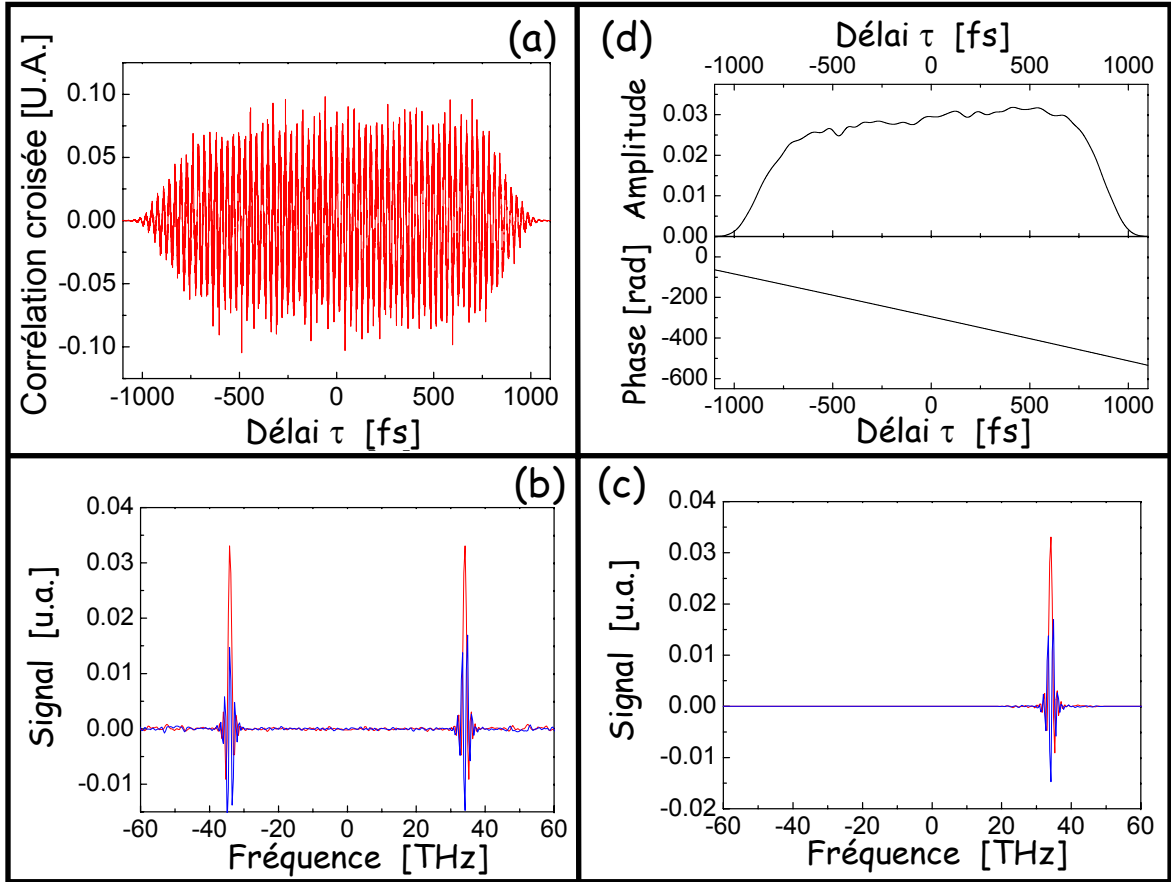 (a)
Corrélation croisée [U.A.]
0.10
0.05
0.00
-0.05
-0.10
-1000 -500 0 500 1000
Délai τ [fs]
(d)
Délai τ [fs]
-1000 -500 0 500 1000
Amplitude
0.03
0.02
0.01
0.00
Phase [rad]
0
-200
-400
-600
-1000 -500 0 500 1000
Délai τ [fs]
(b)
Signal [u.a.]
0.04
0.03
0.02
0.01
0.00
-0.01
-60 -40 -20 0 20 40 60
Fréquence [THz]
(c)
Signal [u.a.]
0.04
0.03
0.02
0.01
0.00
-0.01
-0.02
-60 -40 -20 0 20 40 60
Fréquence [THz]